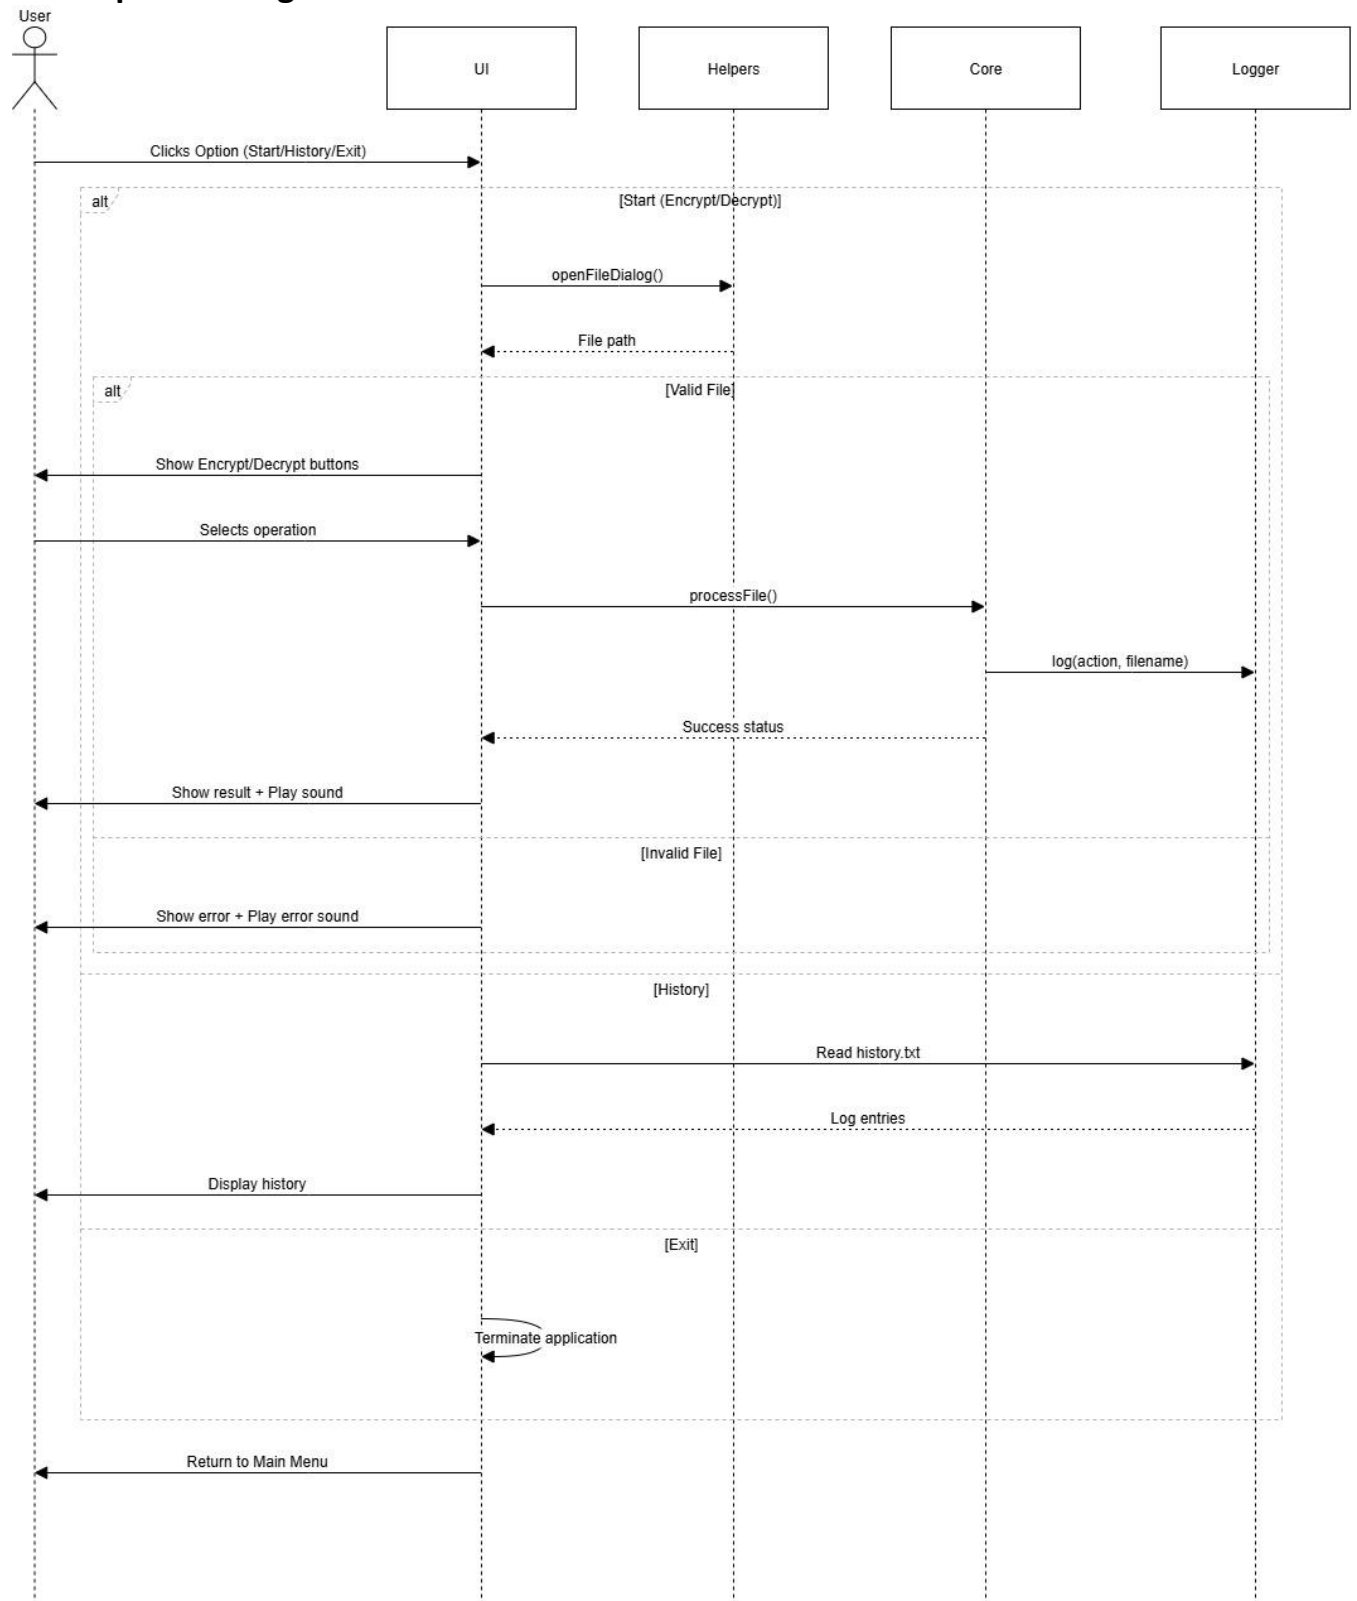 User
UI
Helpers
Core
Logger
Clicks Option (Start/History/Exit)
alt
[Start (Encrypt/Decrypt)]
openFileDialog()
File path
alt
[Valid File]
Show Encrypt/Decrypt buttons
Selects operation
processFile()
log(action, filename)
Success status
Show result + Play sound
[Invalid File]
Show error + Play error sound
[History]
Read history.txt
Log entries
Display history
[Exit]
Terminate application
Return to Main Menu